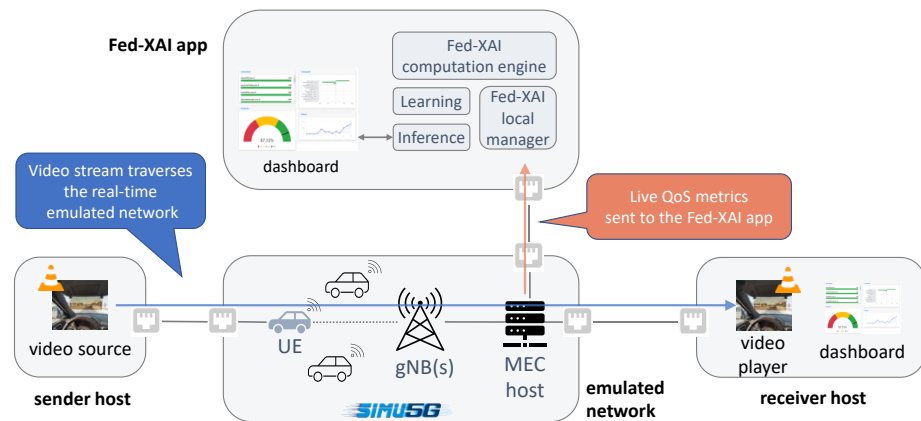 Fed-XAI app
Fed-XAI
computation engine
Learning
Fed-XAI
local
manager
Inference
87.15%
dashboard
Video stream traverses
the real-time
emulated network
Live QoS metrics
sent to the Fed-XAI app
video source
UE
gNB(s)
MEC
host
video
player
dashboard
sender host
SIMU5G
emulated
network
receiver host